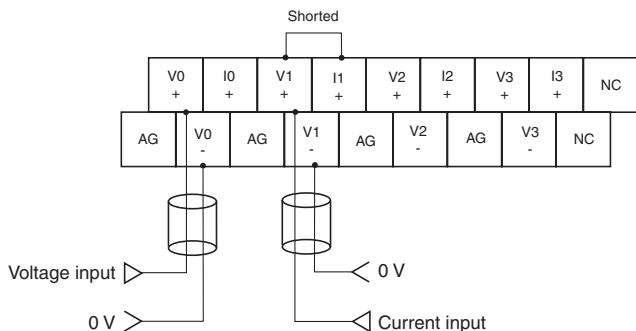 Shorted
V0 I0 V1 I1 V2 I2 V3 I3 NC
+ + + + + + + +
AG V0 AG V1 AG V2 AG V3 NC
- - - -
Voltage input
0 V
0 V
Current input